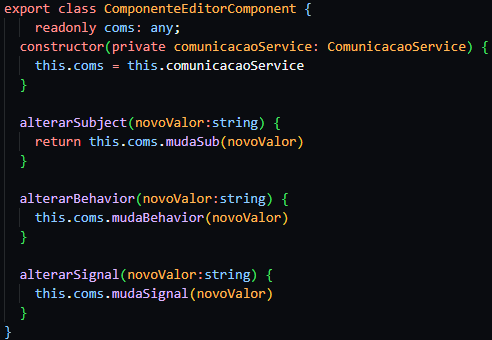 export class ComponenteEditorComponent {
    readonly coms: any;
  constructor(private comunicacaoService: ComunicacaoService) {
    this.coms = this.comunicacaoService
  }

  alterarSubject(novoValor:string) {
    return this.coms.mudaSub(novoValor)
  }

  alterarBehavior(novoValor:string) {
    this.coms.mudaBehavior(novoValor)
  }

  alterarSignal(novoValor:string) {
    this.coms.mudaSignal(novoValor)
  }
}